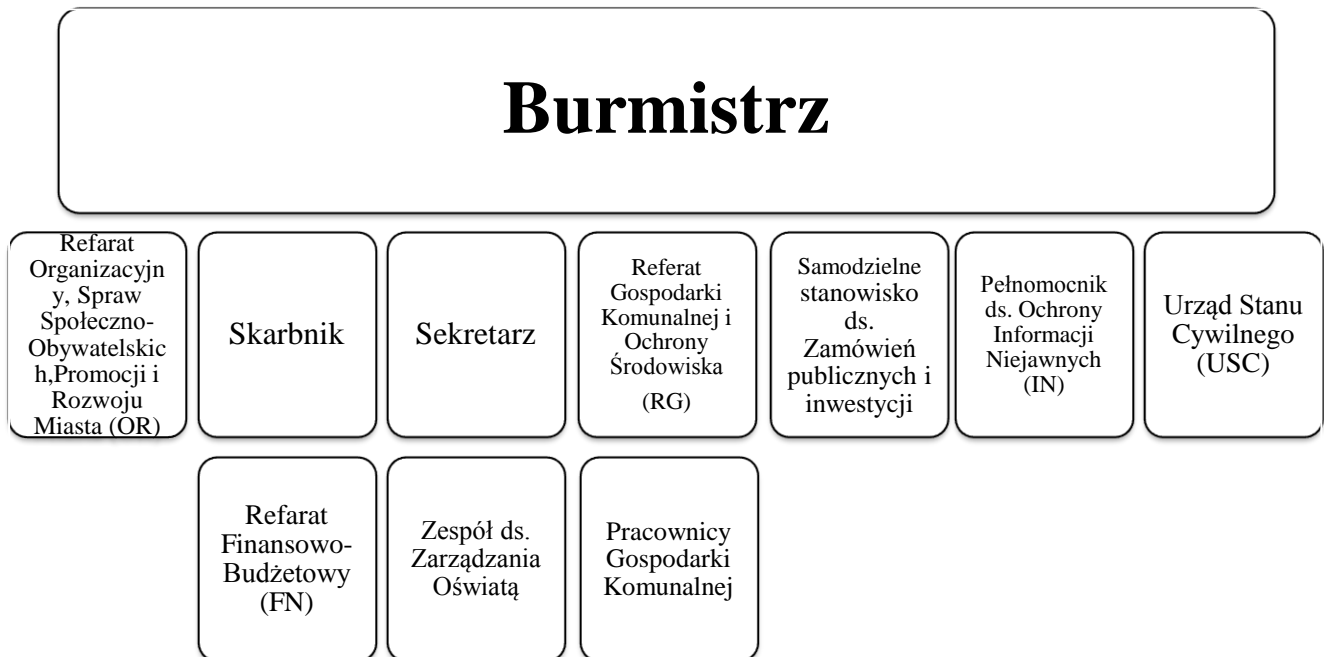 Burmistrz
Refarat
Organizacyjn
y, Spraw
Społeczno-
Obywatelskic
h,Promocji i
Rozwoju
Miasta (OR)
Skarbnik
Sekretarz
Referat
Gospodarki
Komunalnej i
Ochrony
Środowiska
(RG)
Samodzielne
stanowisko
ds.
Zamówień
publicznych i
inwestycji
Pełnomocnik
ds. Ochrony
Informacji
Niejawnych
(IN)
Urząd Stanu
Cywilnego
(USC)
Refarat
Finansowo-
Budżetowy
(FN)
Zespół ds.
Zarządzania
Oświatą
Pracownicy
Gospodarki
Komunalnej